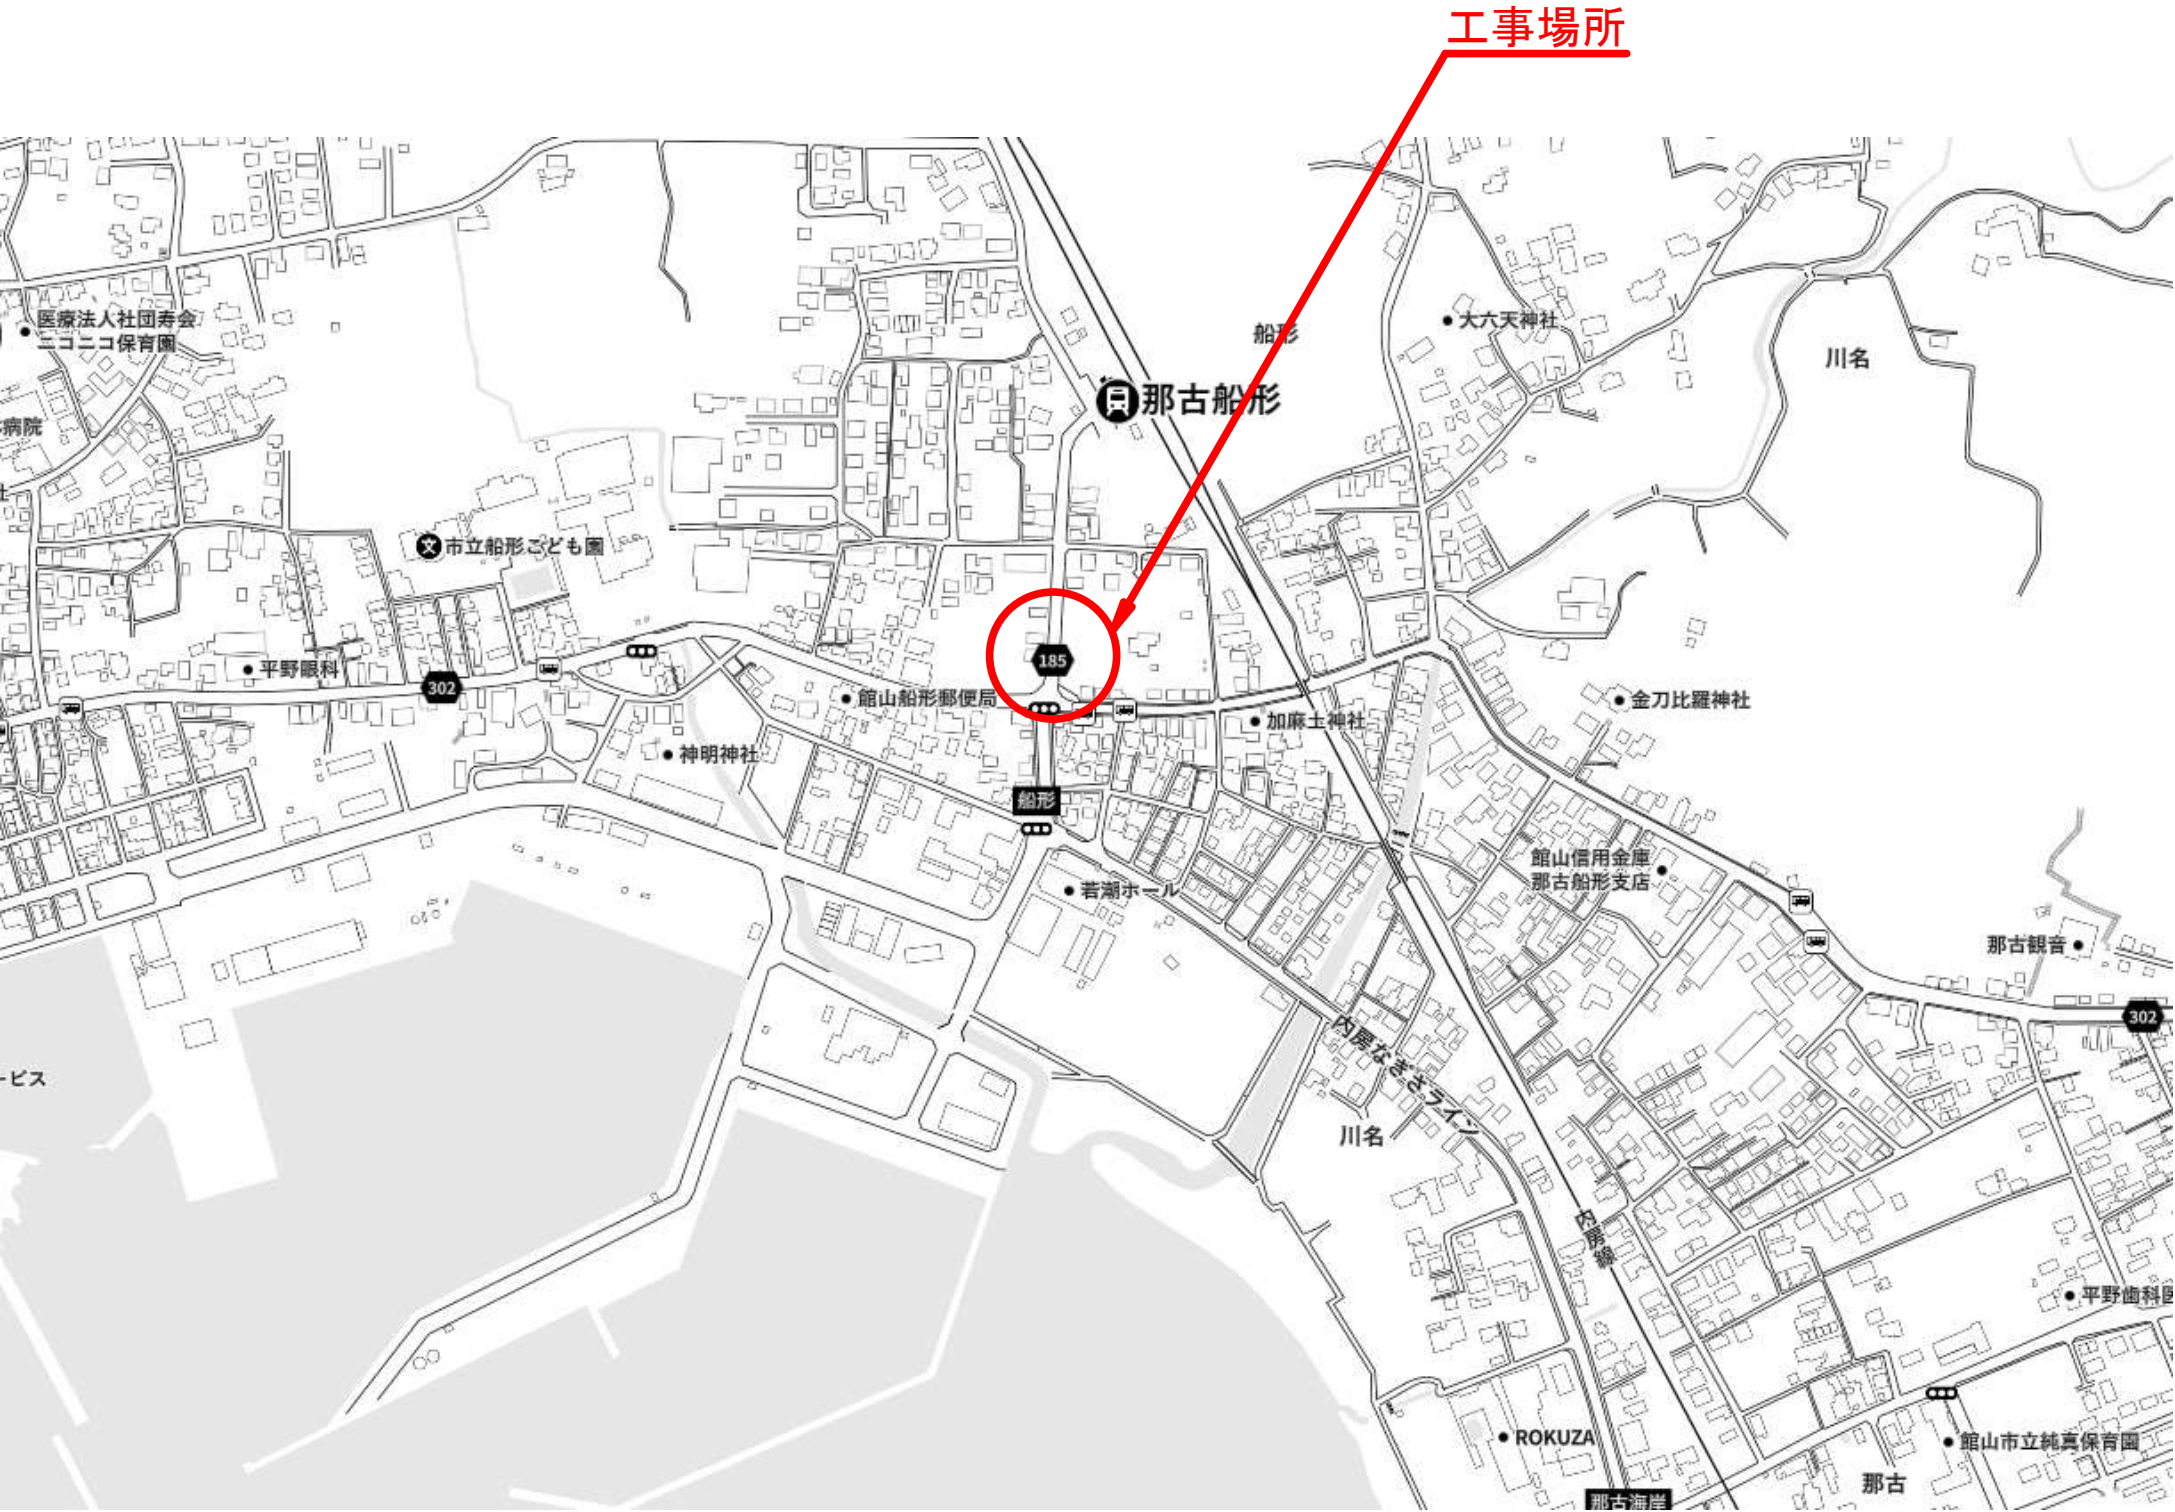 工事場所
医療法人社団寿会
ニコニコ保育園
病院
船形
大六天神社
川名
那古船形
市立船形こども園
平野眼科
302
185
館山船形郵便局
加麻土神社
金刀比羅神社
神明神社
船形
若潮ホール
館山信用金庫
那古船形支店
那古観音
302
内房なぎさライン
ービス
川名
内房線
平野歯科医
ROKUZA
館山市立純真保育園
那古
那古海岸